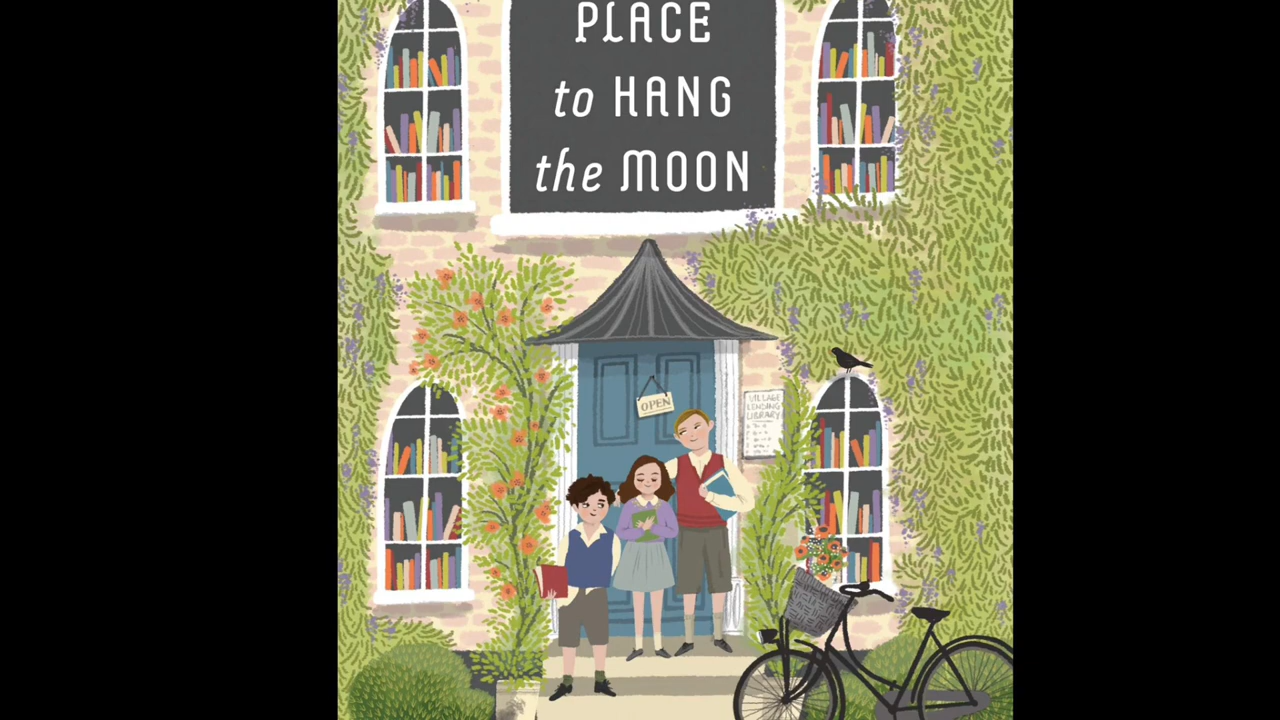 PLACE
to HANG
the MOON
OPEN
VILLAGE
LENDING
LIBRARY